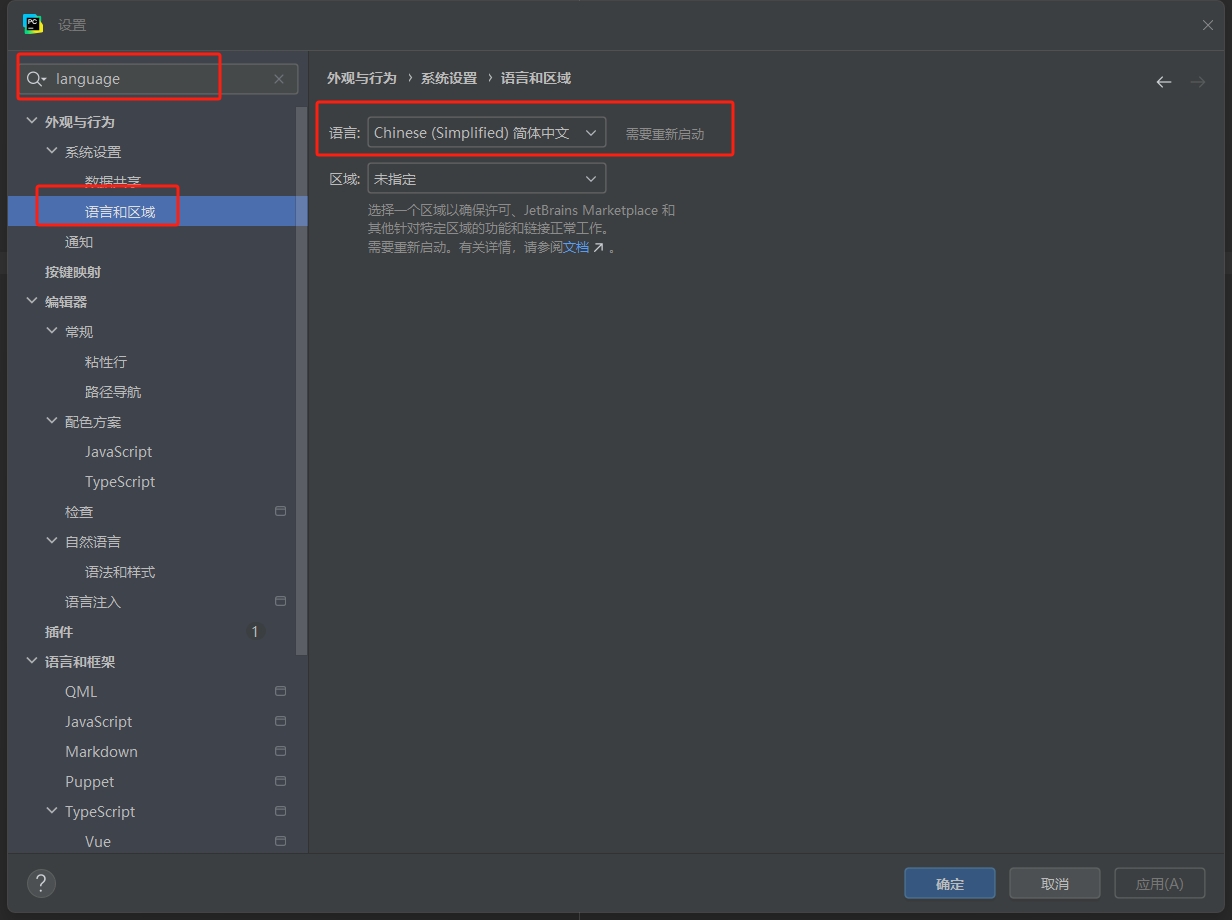 PC
设置
language
外观与行为
系统设置
数据共享
语言和区域
通知
按键映射
编辑器
常规
粘性行
路径导航
配色方案
JavaScript
TypeScript
检查
自然语言
语法和样式
语言注入
插件 1
语言和框架
QML
JavaScript
Markdown
Puppet
TypeScript
Vue
外观与行为 › 系统设置 › 语言和区域
语言: Chinese (Simplified) 简体中文 需要重新启动
区域: 未指定
选择一个区域以确保许可、JetBrains Marketplace 和
其他针对特定区域的功能和链接正常工作。
需要重新启动。有关详情，请参阅文档 ↗ 。
?
确定 取消 应用(A)